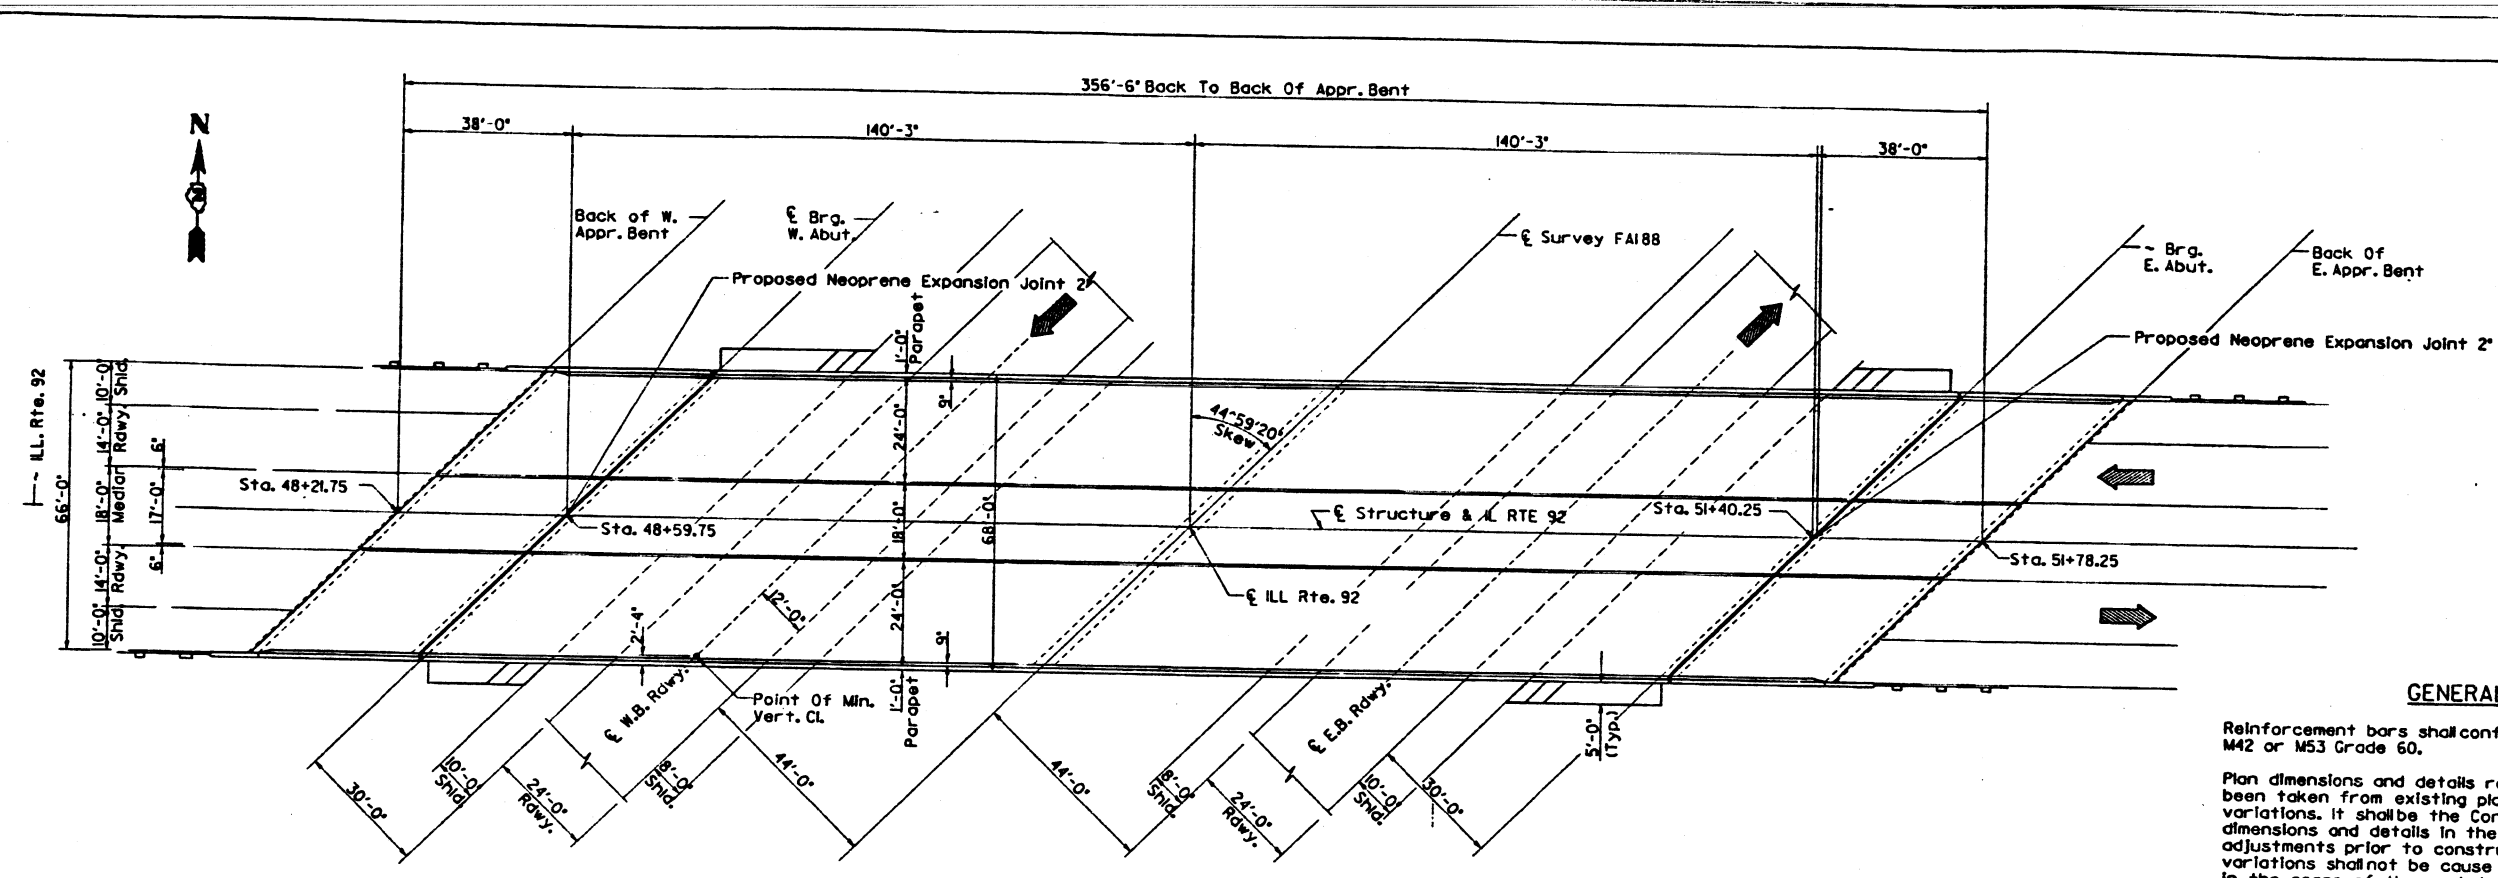 356'-6" Back To Back Of Appr. Bent
38'-0"
140'-3"
140'-3"
38'-0"
N
Back of W.
Appr. Bent
℄ Brg.
W. Abut.
℄ Survey FAI 88
~ Brg.
E. Abut.
Back Of
E. Appr. Bent
Proposed Neoprene Expansion Joint 2"
Proposed Neoprene Expansion Joint 2"
1'-0"
Parapet
9"
24'-0"
44°59'20"
Skew
~ ILL. Rte. 92
66'-0"
10'-0"
Shld.
14'-0"
Rdwy.
18'-0"
Median
14'-0"
Rdwy.
10'-0"
Shld.
6"
17'-0"
6"
Sta. 48+21.75
Sta. 48+59.75
18'-0"
68'-0"
℄ Structure & IL RTE 92
Sta. 51+40.25
Sta. 51+78.25
℄ ILL Rte. 92
12'-0"
24'-0"
2'-4"
9"
1'-0"
Parapet
Point Of Min.
Vert. Cl.
℄ W.B. Rdwy.
℄ E.B. Rdwy.
5'-0"
(Typ.)
30'-0"
10'-0"
Shld.
24'-0"
Rdwy.
8'-0"
Shld.
44'-0"
44'-0"
8'-0"
Shld.
24'-0"
Rdwy.
10'-0"
Shld.
30'-0"
GENERAL
Reinforcement bars shall conf
M42 or M53 Grade 60.
Plan dimensions and details r
been taken from existing pl
variations. It shall be the Con
dimensions and details in the
adjustments prior to constr
variations shall not be cause